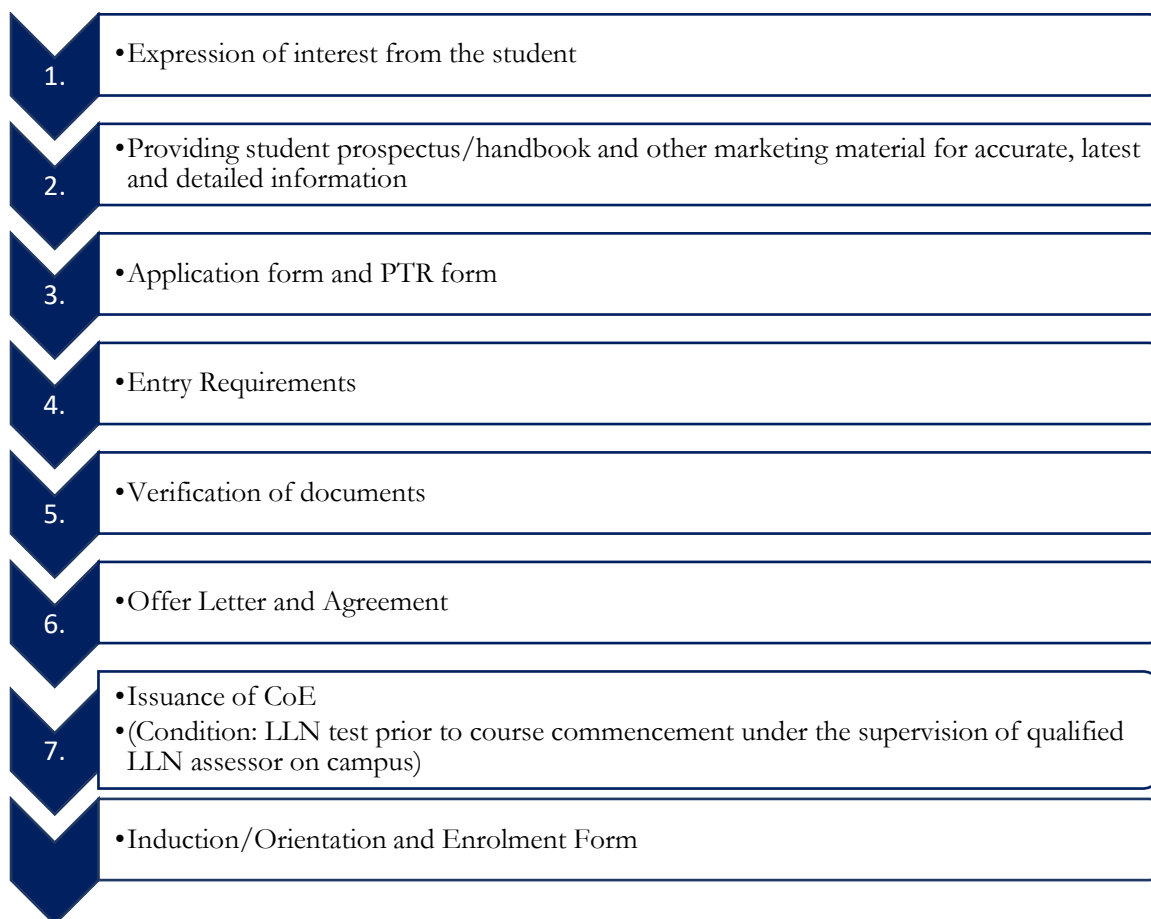 1.
•Expression of interest from the student
2.
•Providing student prospectus/handbook and other marketing material for accurate, latest
and detailed information
3.
•Application form and PTR form
4.
•Entry Requirements
5.
•Verification of documents
6.
•Offer Letter and Agreement
7.
•Issuance of CoE
•(Condition: LLN test prior to course commencement under the supervision of qualified
LLN assessor on campus)
•Induction/Orientation and Enrolment Form